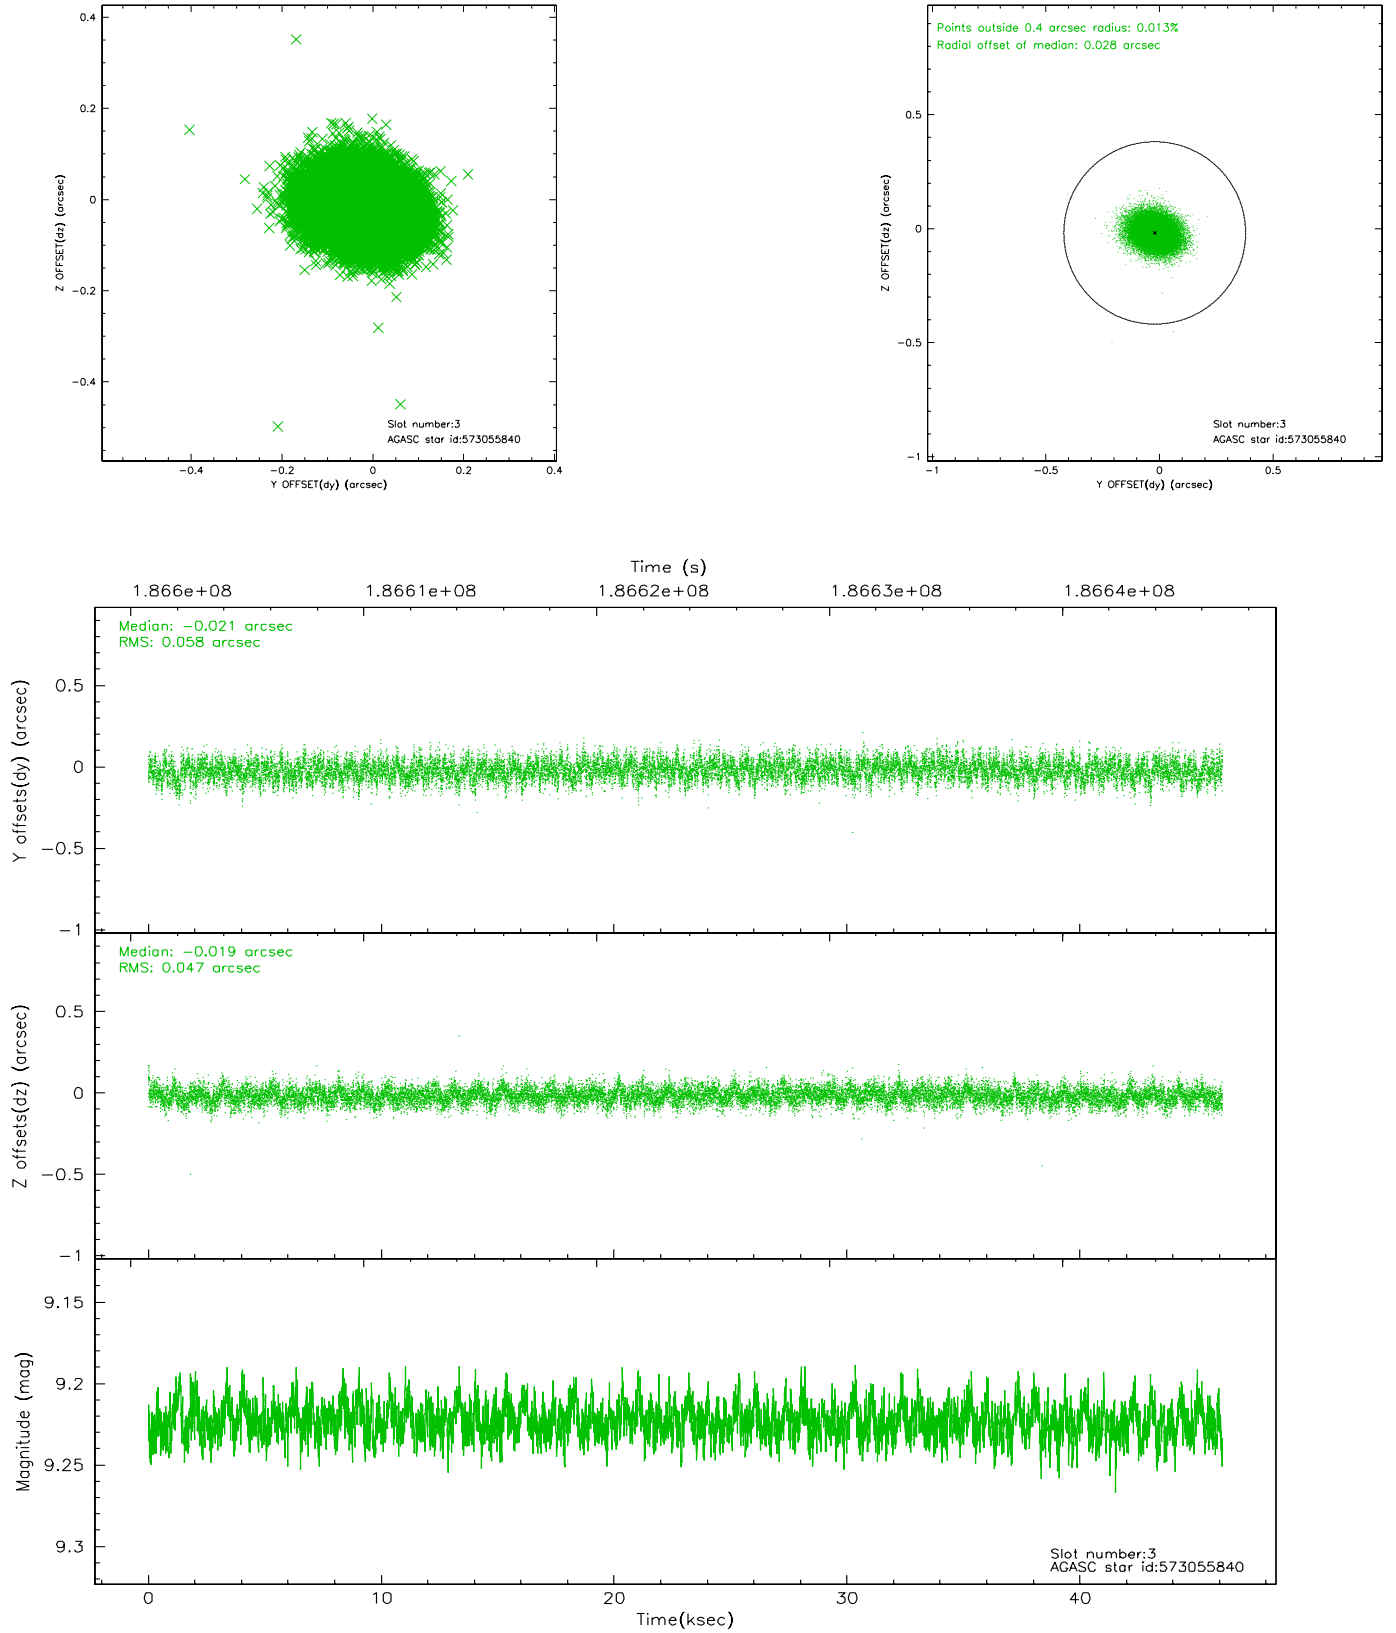 0.4
0.2
0
-0.2
-0.4
Z OFFSET(dz) (arcsec)
-0.4 -0.2 0 0.2 0.4
Y OFFSET(dy) (arcsec)
Slot number:3
AGASC star id:573055840
Points outside 0.4 arcsec radius: 0.013%
Radial offset of median: 0.028 arcsec
0.5
0
-0.5
-1
Z OFFSET(dz) (arcsec)
-1 -0.5 0 0.5
Y OFFSET(dy) (arcsec)
Slot number:3
AGASC star id:573055840
Time (s)
1.866e+08 1.8661e+08 1.8662e+08 1.8663e+08 1.8664e+08
Median: -0.021 arcsec
RMS: 0.058 arcsec
0.5
0
-0.5
-1
Y offsets(dy) (arcsec)
Median: -0.019 arcsec
RMS: 0.047 arcsec
0.5
0
-0.5
-1
Z offsets(dz) (arcsec)
9.15
9.2
9.25
9.3
Magnitude (mag)
Slot number:3
AGASC star id:573055840
0 10 20 30 40
Time(ksec)